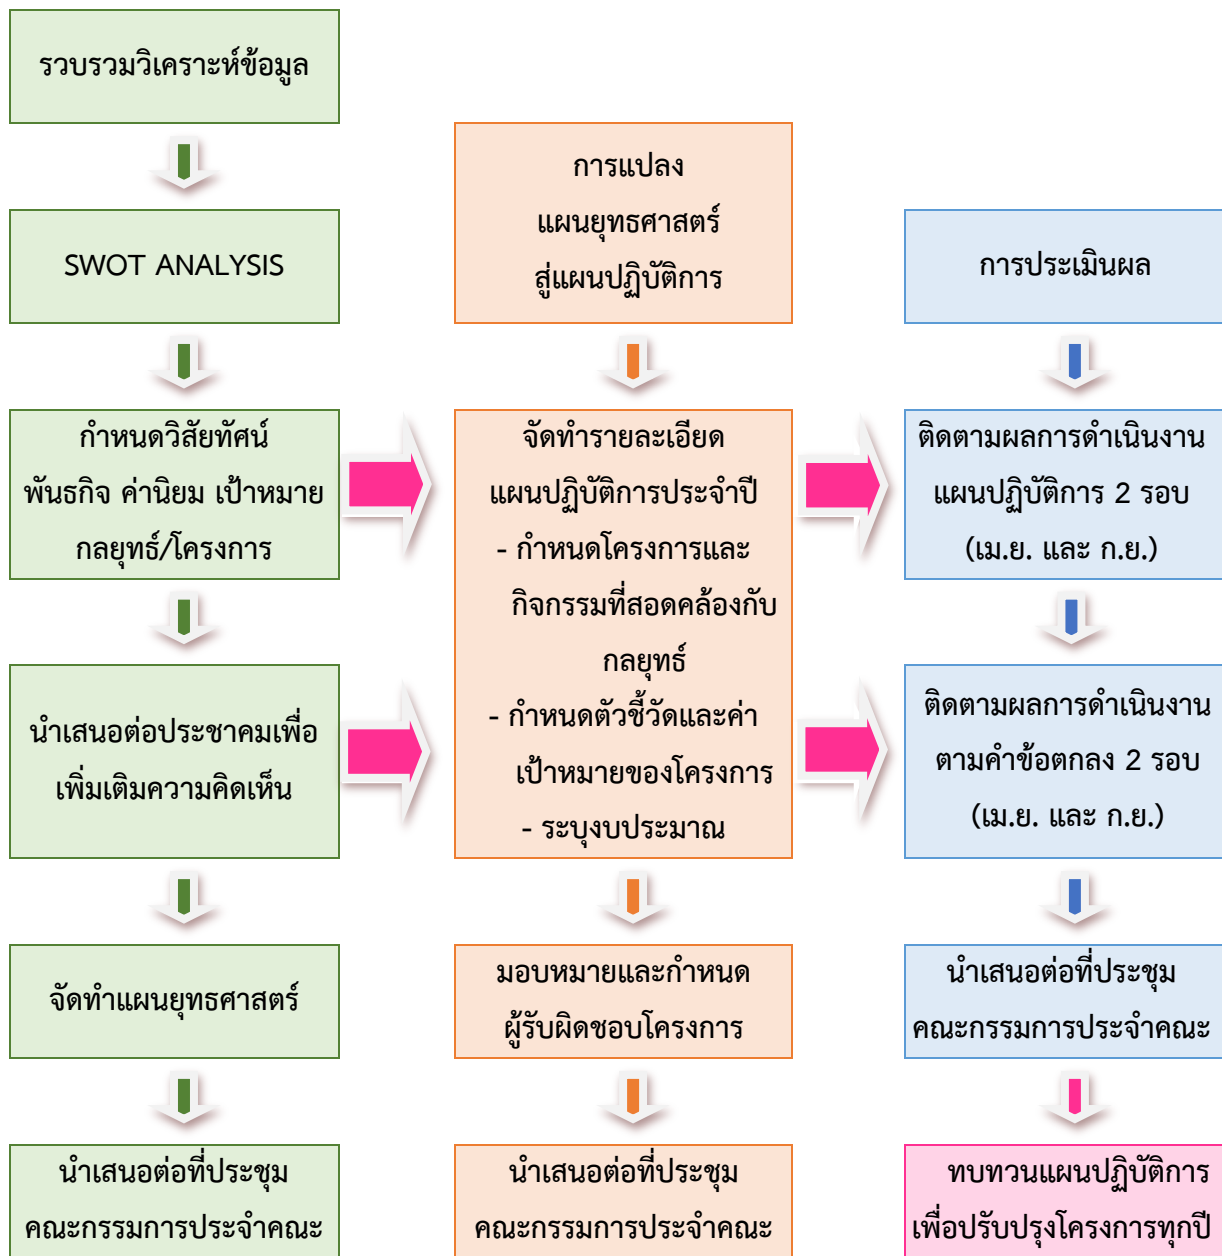 รวบรวมวิเคราะห์ข้อมูล
SWOT ANALYSIS
กำหนดวิสัยทัศน์
พันธกิจ ค่านิยม เป้าหมาย
กลยุทธ์/โครงการ
นำเสนอต่อประชาคมเพื่อ
เพิ่มเติมความคิดเห็น
จัดทำแผนยุทธศาสตร์
นำเสนอต่อที่ประชุม
คณะกรรมการประจำคณะ
การแปลง
แผนยุทธศาสตร์
สู่แผนปฏิบัติการ
จัดทำรายละเอียด
แผนปฏิบัติการประจำปี
- กำหนดโครงการและ
กิจกรรมที่สอดคล้องกับ
กลยุทธ์
- กำหนดตัวชี้วัดและค่า
เป้าหมายของโครงการ
- ระบุงบประมาณ
มอบหมายและกำหนด
ผู้รับผิดชอบโครงการ
นำเสนอต่อที่ประชุม
คณะกรรมการประจำคณะ
การประเมินผล
ติดตามผลการดำเนินงาน
แผนปฏิบัติการ 2 รอบ
(เม.ย. และ ก.ย.)
ติดตามผลการดำเนินงาน
ตามคำข้อตกลง 2 รอบ
(เม.ย. และ ก.ย.)
นำเสนอต่อที่ประชุม
คณะกรรมการประจำคณะ
ทบทวนแผนปฏิบัติการ
เพื่อปรับปรุงโครงการทุกปี